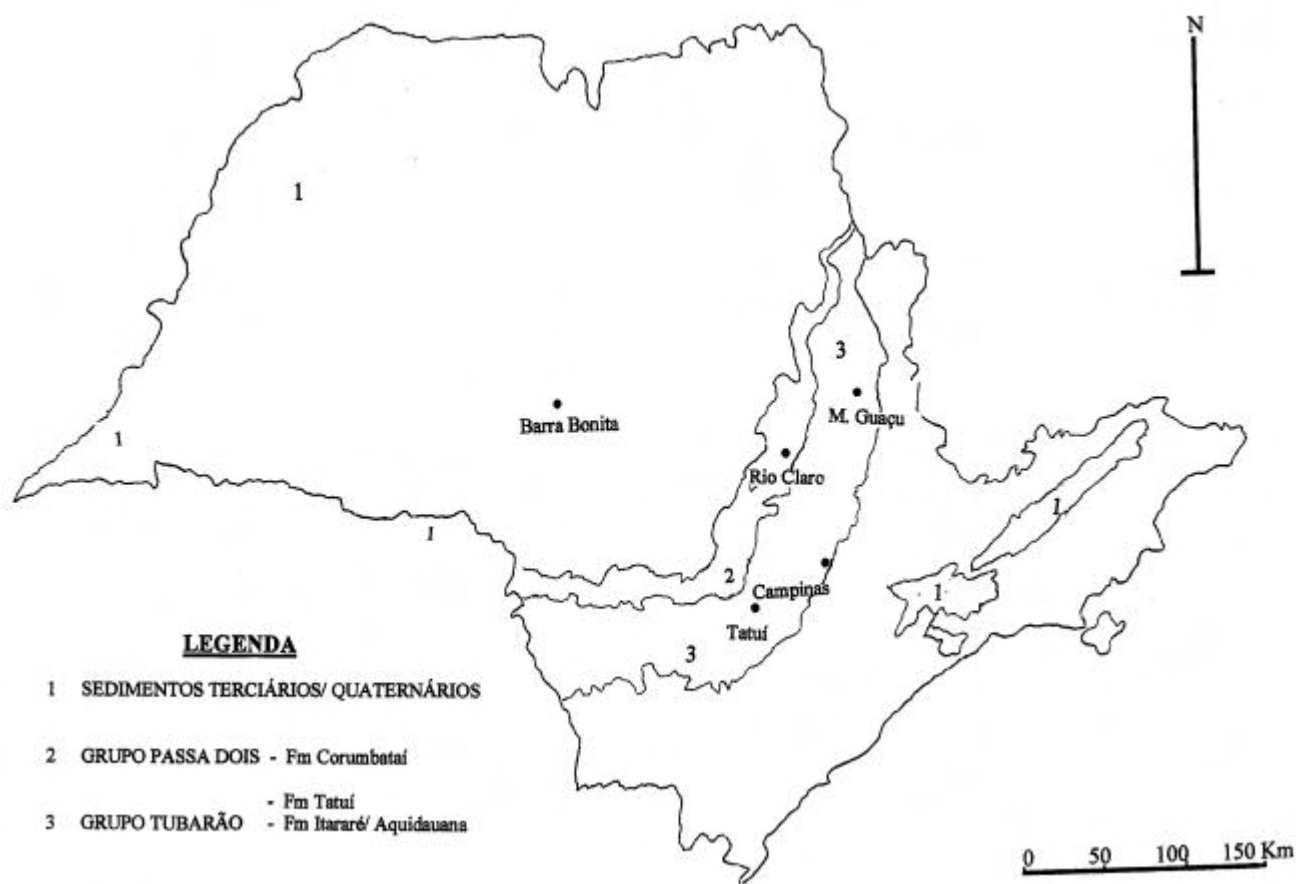 N
1
3
M. Guaçu
Barra Bonita
1
Rio Claro
1
1
2
Campinas
1
Tatuí
3
LEGENDA
1 SEDIMENTOS TERCIÁRIOS/ QUATERNÁRIOS
2 GRUPO PASSA DOIS - Fm Corumbataí
- Fm Tatuí
3 GRUPO TUBARÃO - Fm Itararé/ Aquidauana
0 50 100 150 Km